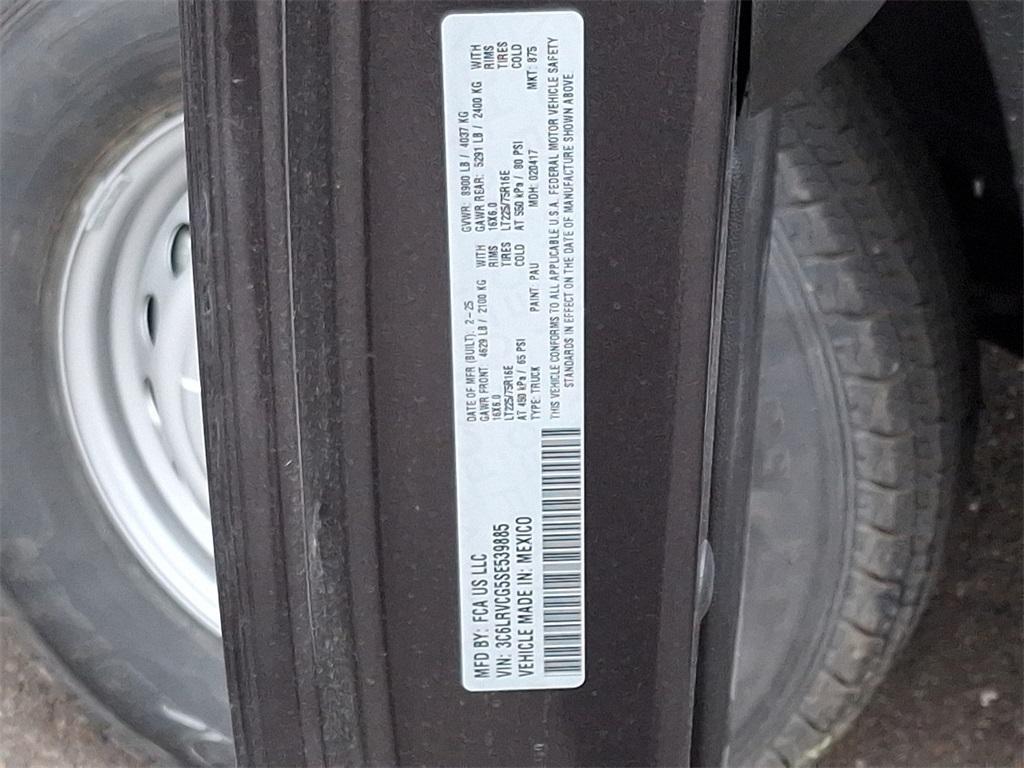 MFD BY: FCA US LLC
VIN: 3C6LRVCG5SE539885
VEHICLE MADE IN: MEXICO
DATE OF MFR (BUILT): 2-25 GVWR: 8900 LB / 4037 KG
GAWR FRONT: 4629 LB / 2100 KG WITH GAWR REAR: 5291 LB / 2400 KG WITH
16X6.0 RIMS 16X6.0 RIMS
LT225/75R16E TIRES LT225/75R16E TIRES
AT 450 kPa / 65 PSI COLD AT 550 kPa / 80 PSI COLD
TYPE: TRUCK PAINT: PAU MDH: 020417 MKT: 875
THIS VEHICLE CONFORMS TO ALL APPLICABLE U.S.A. FEDERAL MOTOR VEHICLE SAFETY
STANDARDS IN EFFECT ON THE DATE OF MANUFACTURE SHOWN ABOVE